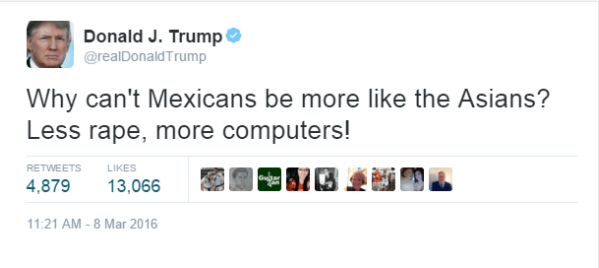 Donald J. Trump
@realDonaldTrump
Why can't Mexicans be more like the Asians?
Less rape, more computers!
RETWEETS LIKES
4,879 13,066
11:21 AM - 8 Mar 2016